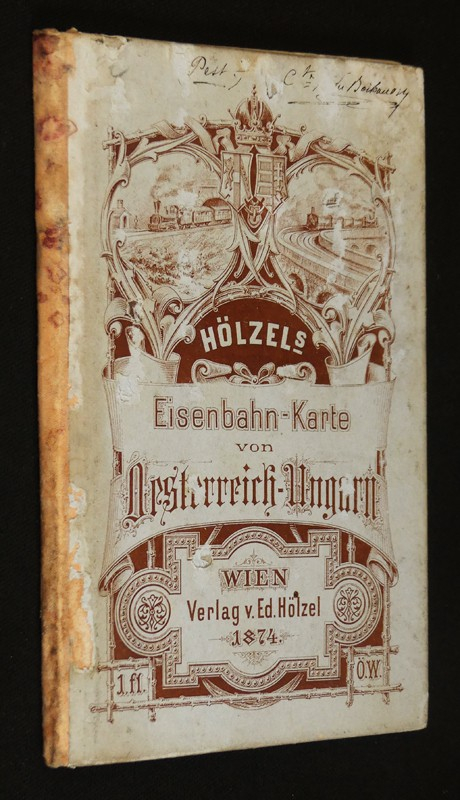 Pest
HÖLZELs
Eisenbahn-Karte
von
Oesterreich-Ungarn
WIEN
Verlag v. Ed. Hölzel
1874.
1.fl.
Ö.W.